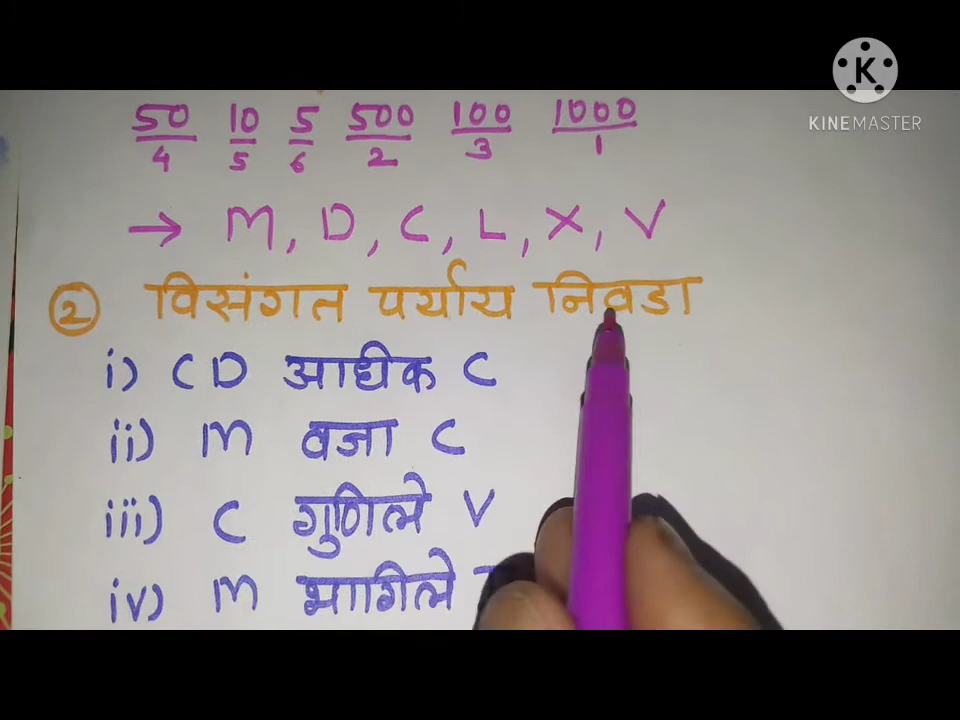 K
KINEMASTER
50/4 10/5 5/6 500/2 100/3 1000/1
→ M, D, C, L, X, V
② विसंगत पर्याय निवडा
i) CD आधीक C
ii) M वजा C
iii) C गुणिले V
iv) M भागिले